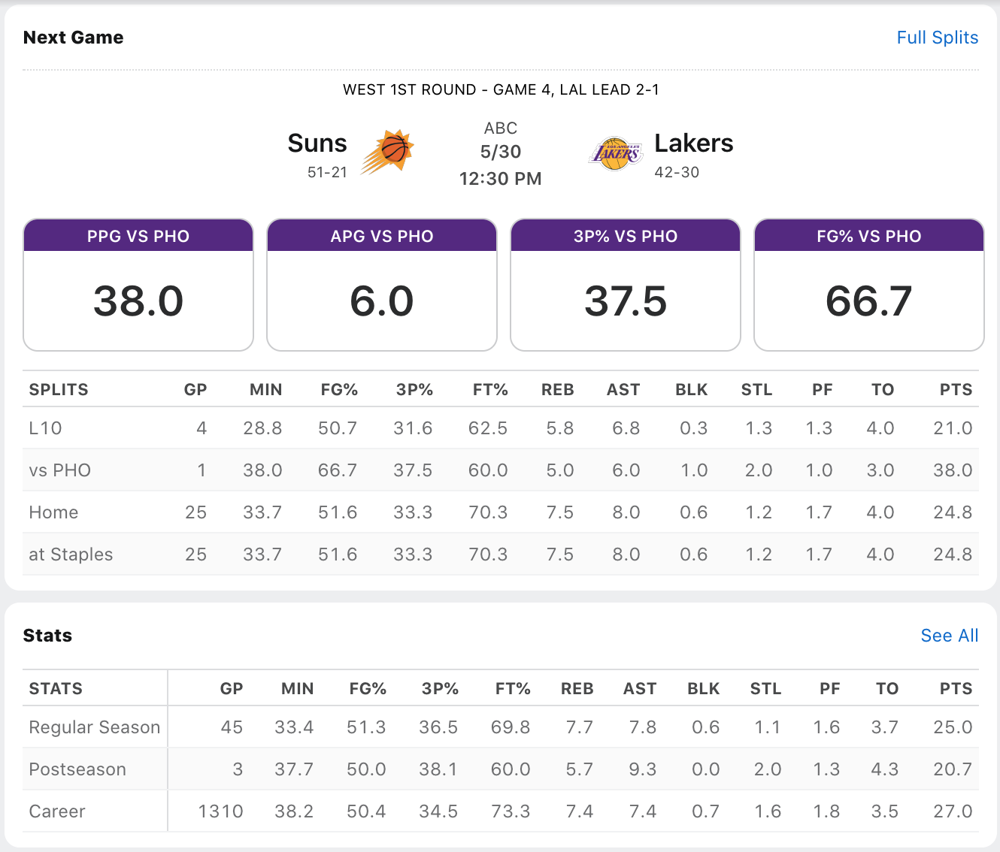 Next Game Full Splits
WEST 1ST ROUND - GAME 4, LAL LEAD 2-1
ABC
Suns LOS ANGELES LAKERS Lakers
5/30
51-21 42-30
12:30 PM
PPG VS PHO APG VS PHO 3P% VS PHO FG% VS PHO
38.0 6.0 37.5 66.7
SPLITS GP MIN FG% 3P% FT% REB AST BLK STL PF TO PTS
L10 4 28.8 50.7 31.6 62.5 5.8 6.8 0.3 1.3 1.3 4.0 21.0
vs PHO 1 38.0 66.7 37.5 60.0 5.0 6.0 1.0 2.0 1.0 3.0 38.0
Home 25 33.7 51.6 33.3 70.3 7.5 8.0 0.6 1.2 1.7 4.0 24.8
at Staples 25 33.7 51.6 33.3 70.3 7.5 8.0 0.6 1.2 1.7 4.0 24.8
Stats See All
STATS GP MIN FG% 3P% FT% REB AST BLK STL PF TO PTS
Regular Season 45 33.4 51.3 36.5 69.8 7.7 7.8 0.6 1.1 1.6 3.7 25.0
Postseason 3 37.7 50.0 38.1 60.0 5.7 9.3 0.0 2.0 1.3 4.3 20.7
Career 1310 38.2 50.4 34.5 73.3 7.4 7.4 0.7 1.6 1.8 3.5 27.0